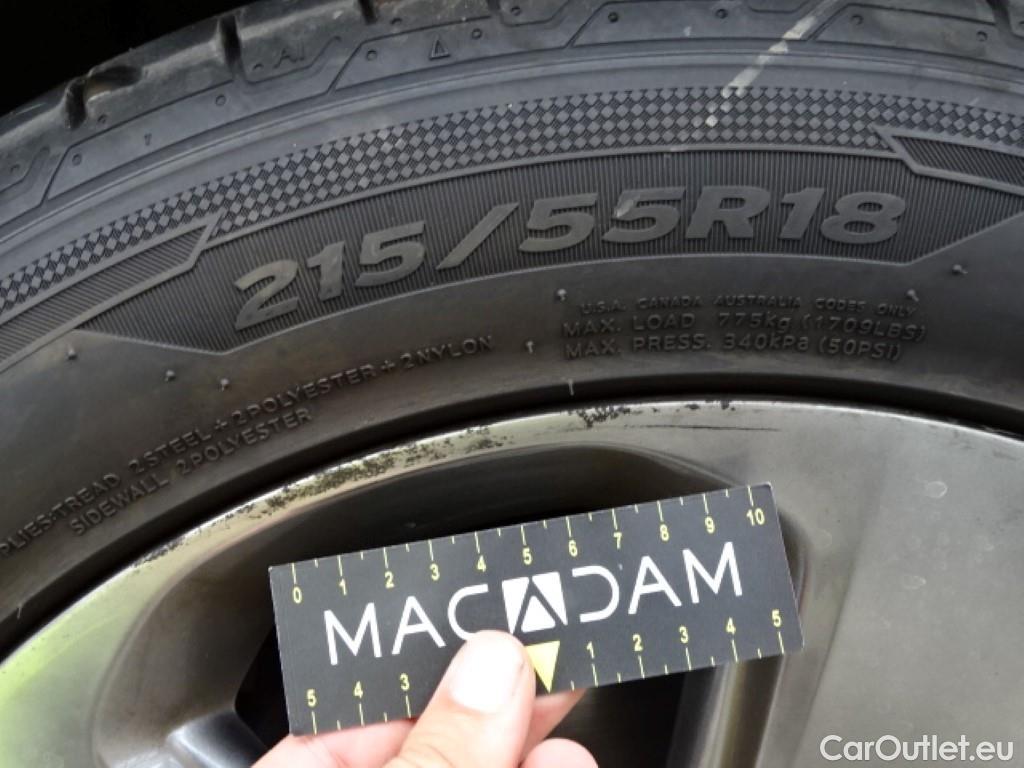 215/55R18
U.S.A. CANADA AUSTRALIA CODES ONLY
MAX. LOAD 775kg (1709LBS)
MAX. PRESS. 340kPa (50PSI)
TREAD 2STEEL + 2POLYESTER + 2NYLON
SIDEWALL 2POLYESTER
0 1 2 3 4 5 6 7 8 9 10
MACADAM
5 4 3 1 2 3 4 5
CarOutlet.eu